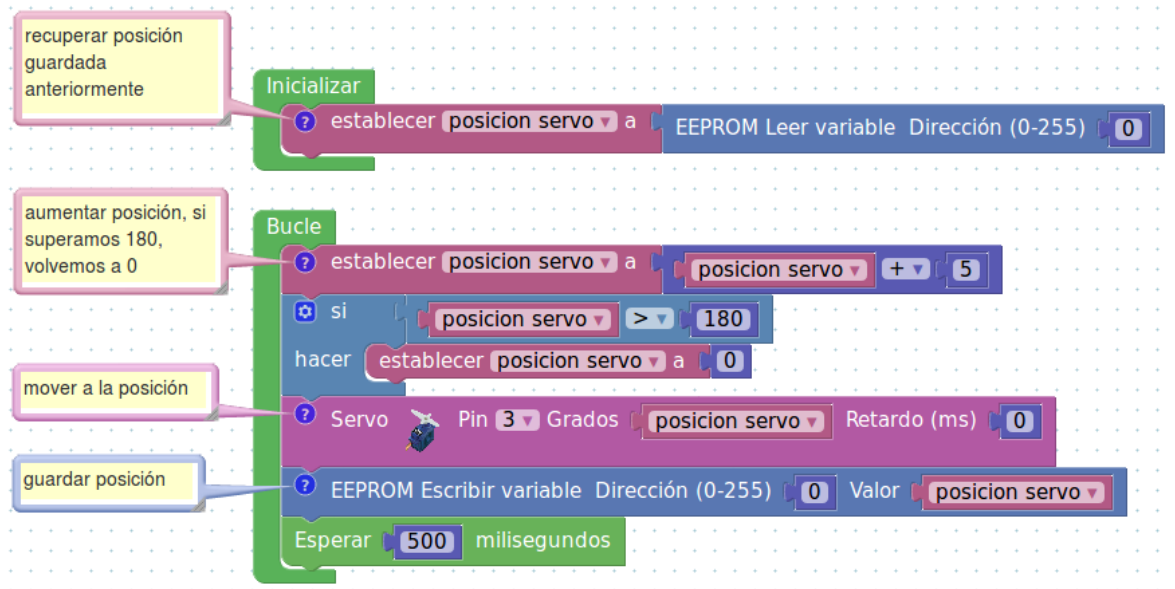 recuperar posición
guardada
anteriormente
Inicializar
? establecer posicion servo ▾ a EEPROM Leer variable Dirección (0-255) 0
aumentar posición, si
superamos 180,
volvemos a 0
Bucle
? establecer posicion servo ▾ a posicion servo ▾ + ▾ 5
si posicion servo ▾ > ▾ 180
hacer establecer posicion servo ▾ a 0
mover a la posición
? Servo Pin 3 ▾ Grados posicion servo ▾ Retardo (ms) 0
guardar posición
? EEPROM Escribir variable Dirección (0-255) 0 Valor posicion servo ▾
Esperar 500 milisegundos